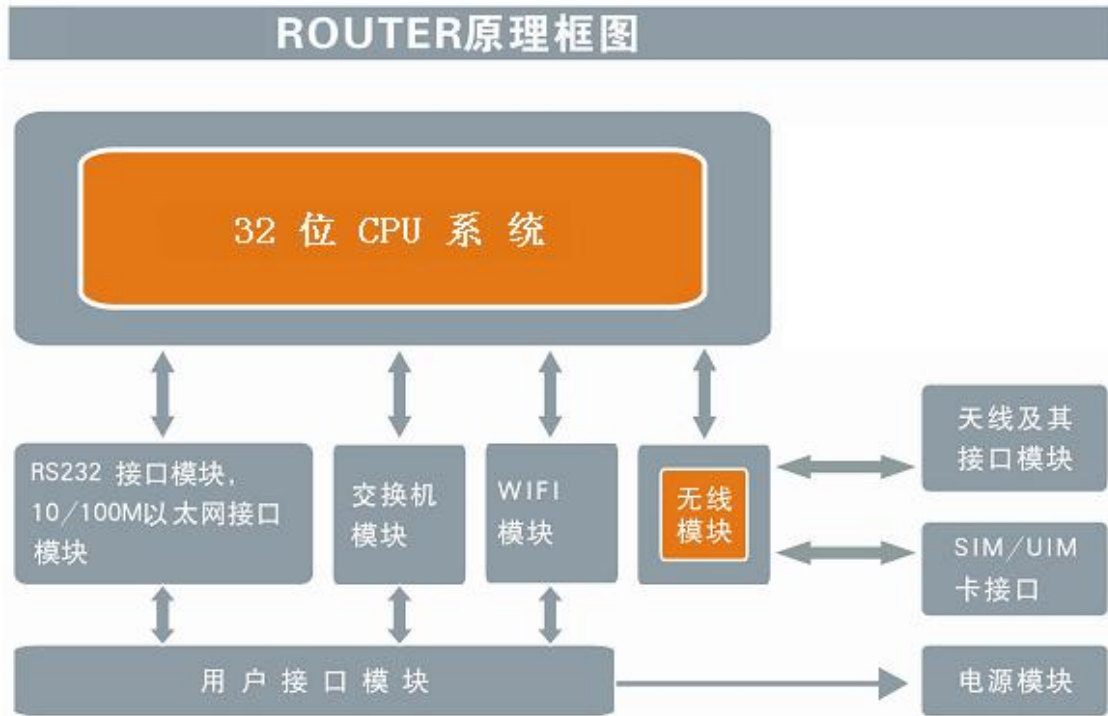 ROUTER原理框图
32 位 CPU 系 统
RS232 接口模块,
10/100M以太网接口
模块
交换机
模块
WIFI
模块
无线
模块
天线及其
接口模块
SIM/UIM
卡接口
用 户 接 口 模 块
电源模块